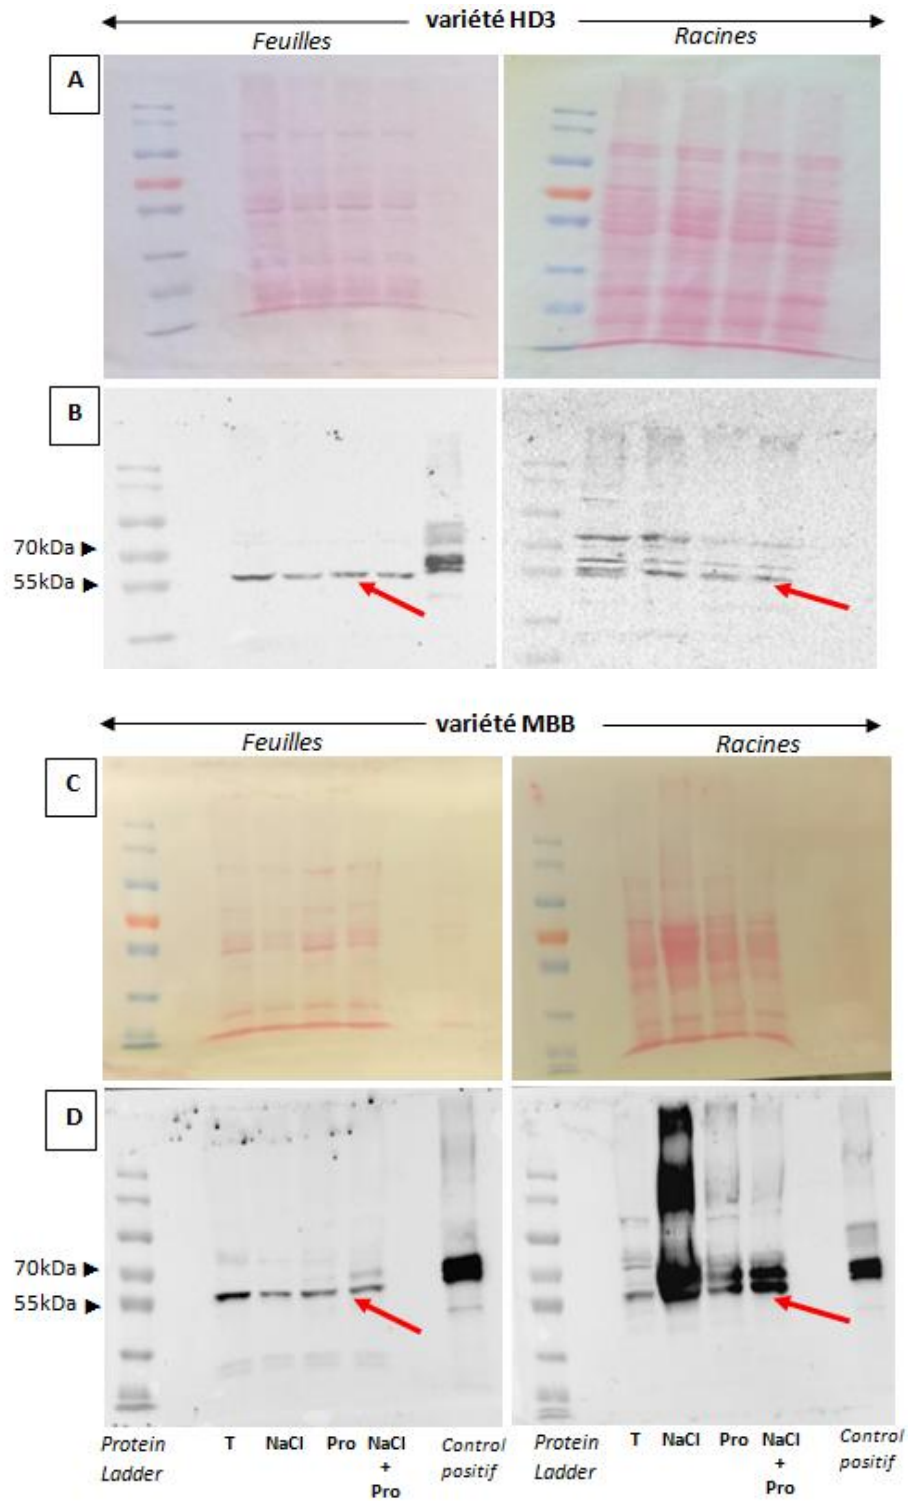 variété HD3
Feuilles
Racines
A
B
70kDa
55kDa
variété MBB
Feuilles
Racines
C
D
70kDa
55kDa
Protein
Ladder
T
NaCl
Pro
NaCl
+
Pro
Control
positif
Protein
Ladder
T
NaCl
Pro
NaCl
+
Pro
Control
positif